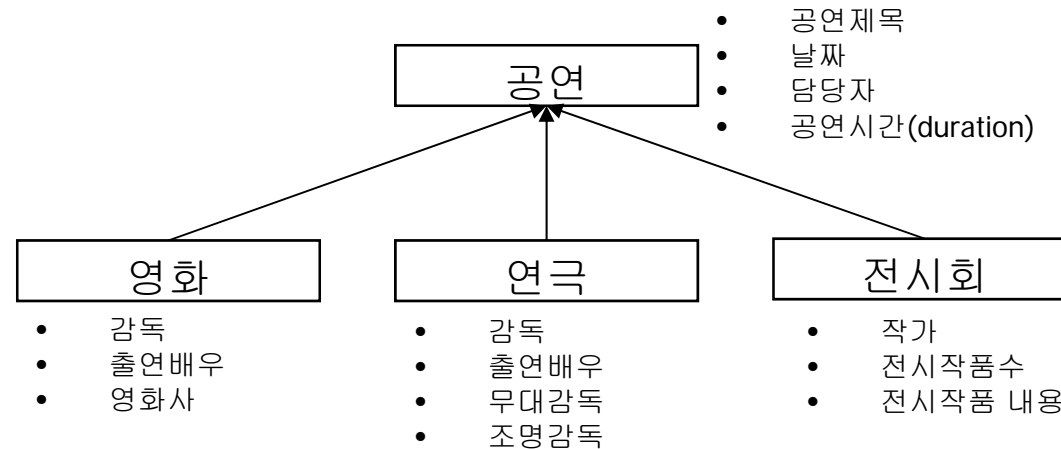 공연
• 공연제목
• 날짜
• 담당자
• 공연시간(duration)
영화
• 감독
• 출연배우
• 영화사
연극
• 감독
• 출연배우
• 무대감독
• 조명감독
전시회
• 작가
• 전시작품수
• 전시작품 내용